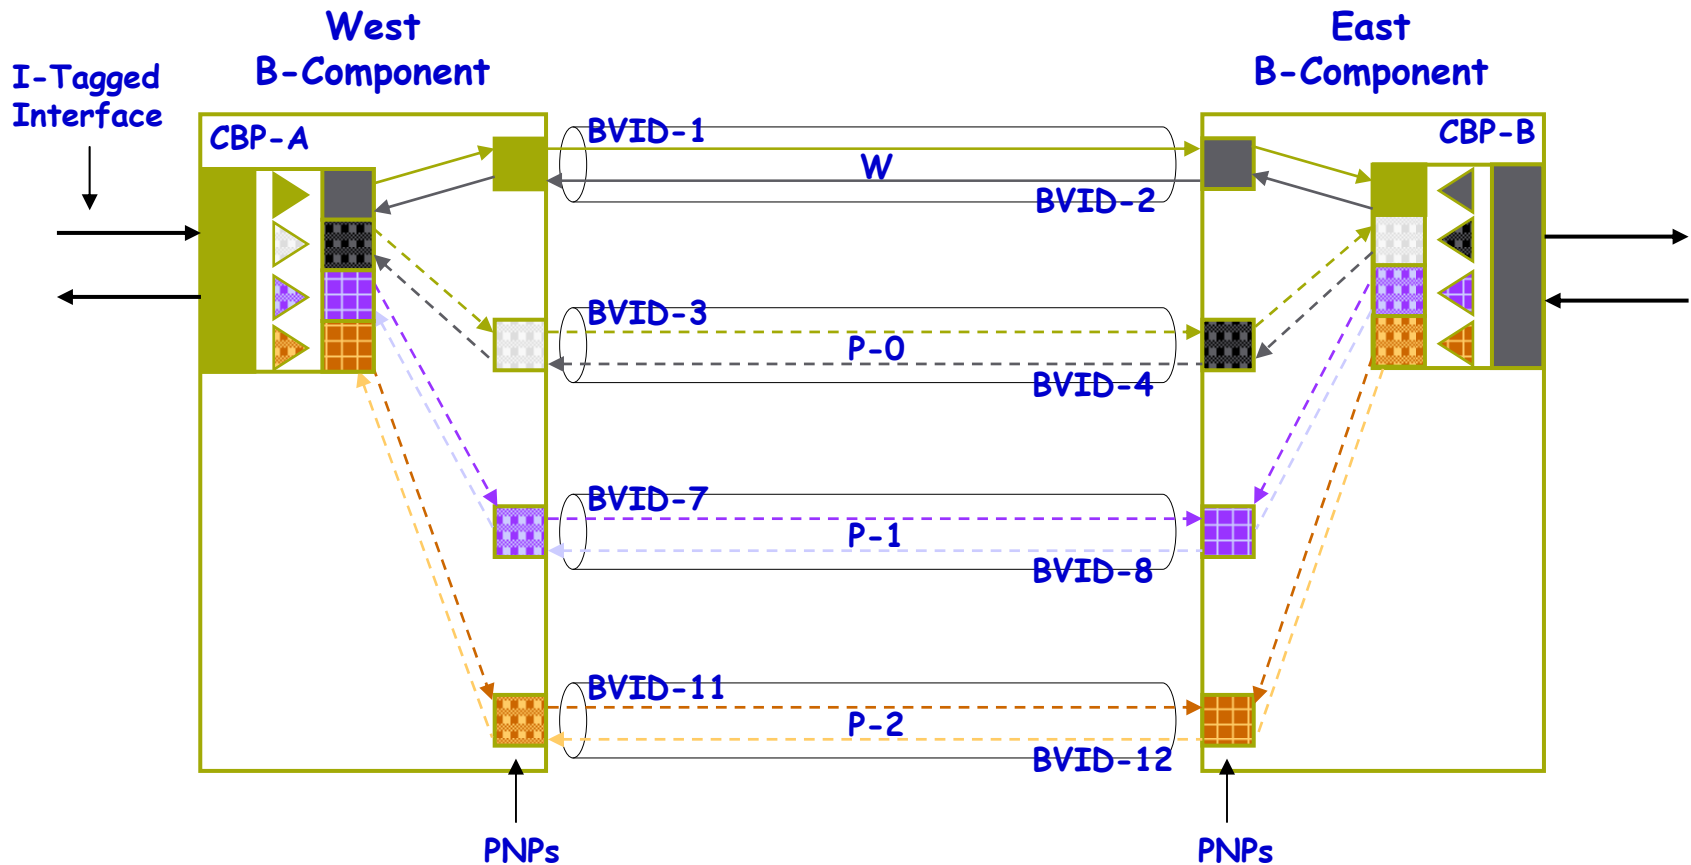 West
B-Component
East
B-Component
I-Tagged
Interface
CBP-A
CBP-B
BVID-1
W
BVID-2
BVID-3
P-0
BVID-4
BVID-7
P-1
BVID-8
BVID-11
P-2
BVID-12
PNPs
PNPs